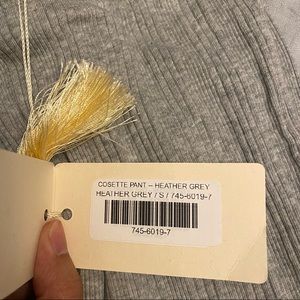 COSETTE PANT – HEATHER GREY
HEATHER GREY / S / 745-6019-7
745-6019-7